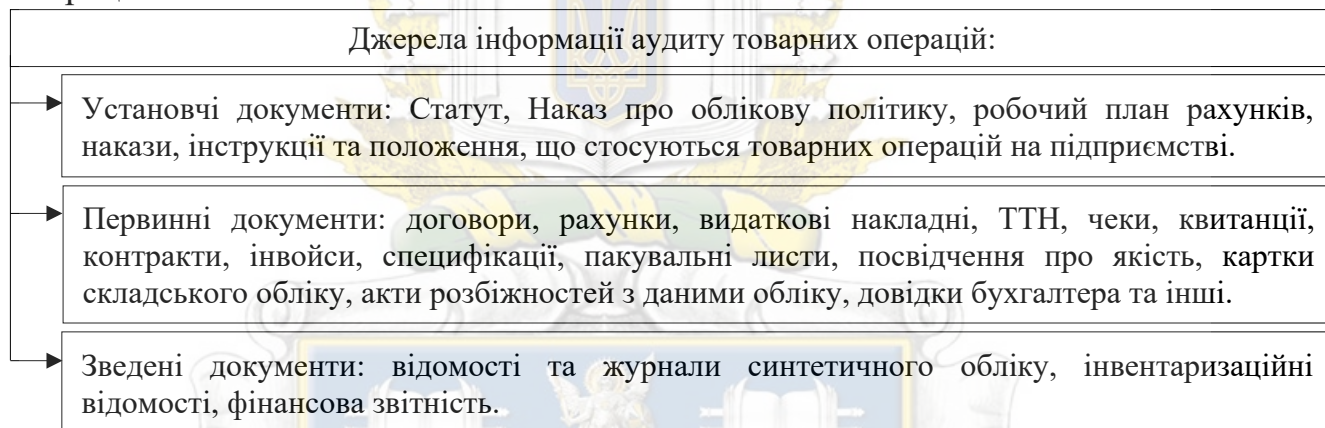 Джерела інформації аудиту товарних операцій:
Установчі документи: Статут, Наказ про облікову політику, робочий план рахунків,
накази, інструкції та положення, що стосуються товарних операцій на підприємстві.
Первинні документи: договори, рахунки, видаткові накладні, ТТН, чеки, квитанції,
контракти, інвойси, специфікації, пакувальні листи, посвідчення про якість, картки
складського обліку, акти розбіжностей з даними обліку, довідки бухгалтера та інші.
Зведені документи: відомості та журнали синтетичного обліку, інвентаризаційні
відомості, фінансова звітність.